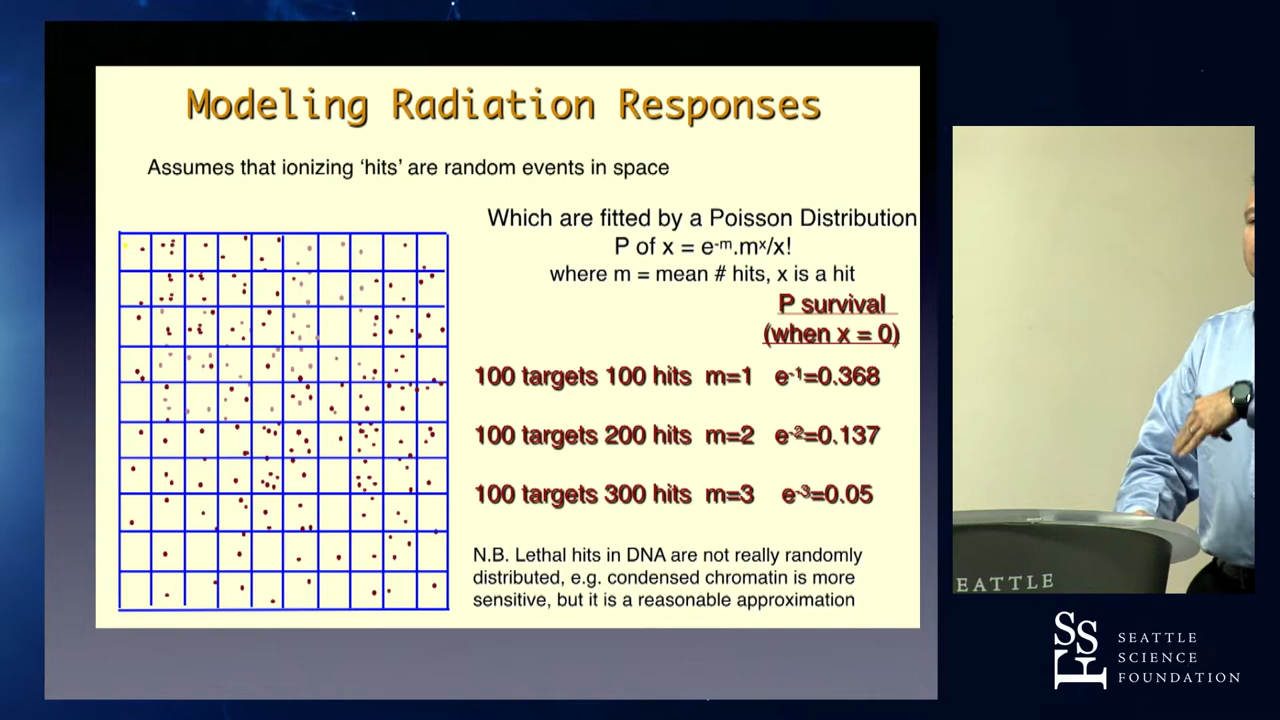 Modeling Radiation Responses
Assumes that ionizing ‘hits’ are random events in space
Which are fitted by a Poisson Distribution
P of x = e-m.mx/x!
where m = mean # hits, x is a hit
P survival
(when x = 0)
100 targets 100 hits m=1 e-1=0.368
100 targets 200 hits m=2 e-2=0.137
100 targets 300 hits m=3 e-3=0.05
N.B. Lethal hits in DNA are not really randomly
distributed, e.g. condensed chromatin is more
sensitive, but it is a reasonable approximation
EATTLE
SSF
SEATTLE
SCIENCE
FOUNDATION